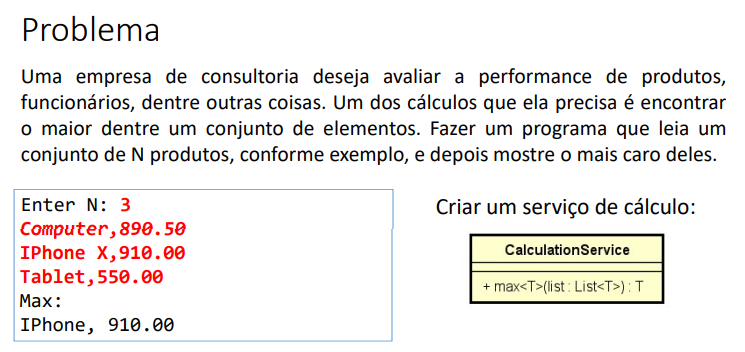 Problema
Uma empresa de consultoria deseja avaliar a performance de produtos,
funcionários, dentre outras coisas. Um dos cálculos que ela precisa é encontrar
o maior dentre um conjunto de elementos. Fazer um programa que leia um
conjunto de N produtos, conforme exemplo, e depois mostre o mais caro deles.
Enter N: 3
Computer,890.50
IPhone X,910.00
Tablet,550.00
Max:
IPhone, 910.00
Criar um serviço de cálculo:
CalculationService
+ max<T>(list : List<T>) : T